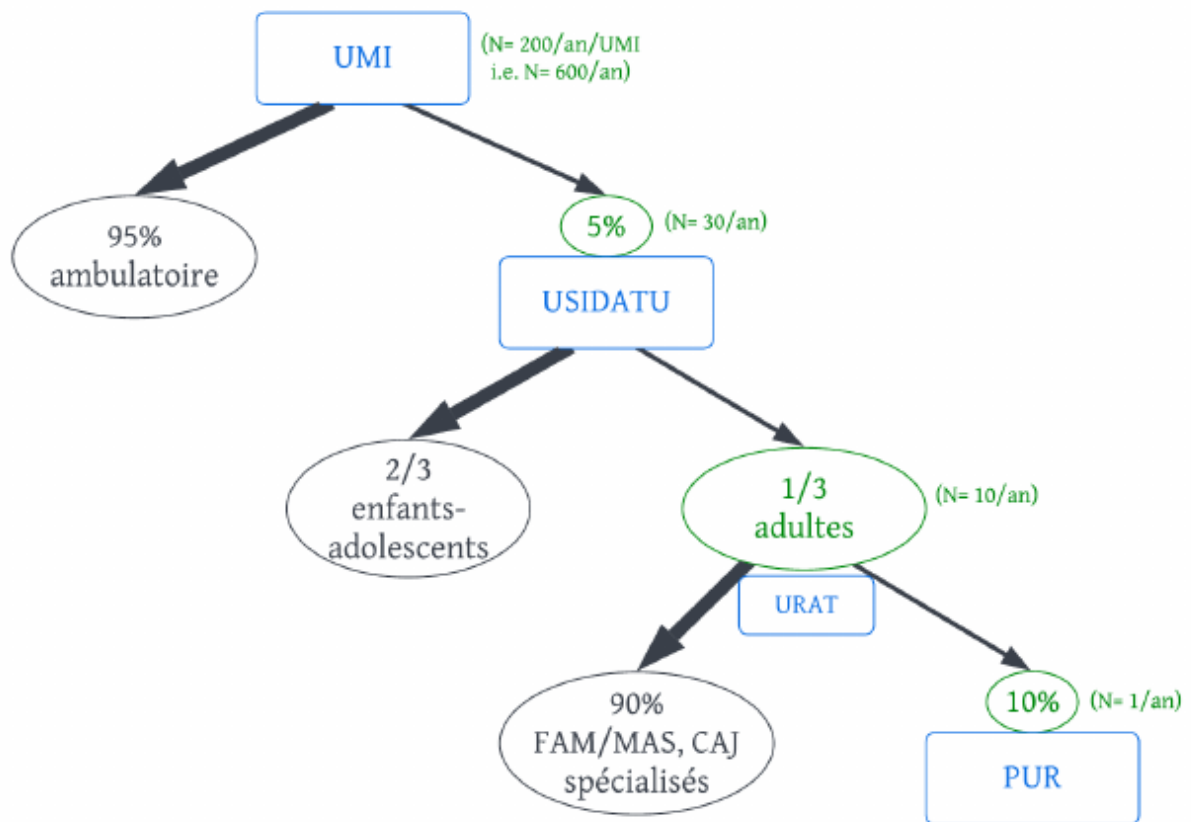 UMI
(N= 200/an/UMI
i.e. N= 600/an)
95%
ambulatoire
5%
(N= 30/an)
USIDATU
2/3
enfants-
adolescents
1/3
adultes
(N= 10/an)
URAT
90%
FAM/MAS, CAJ
spécialisés
10%
(N= 1/an)
PUR